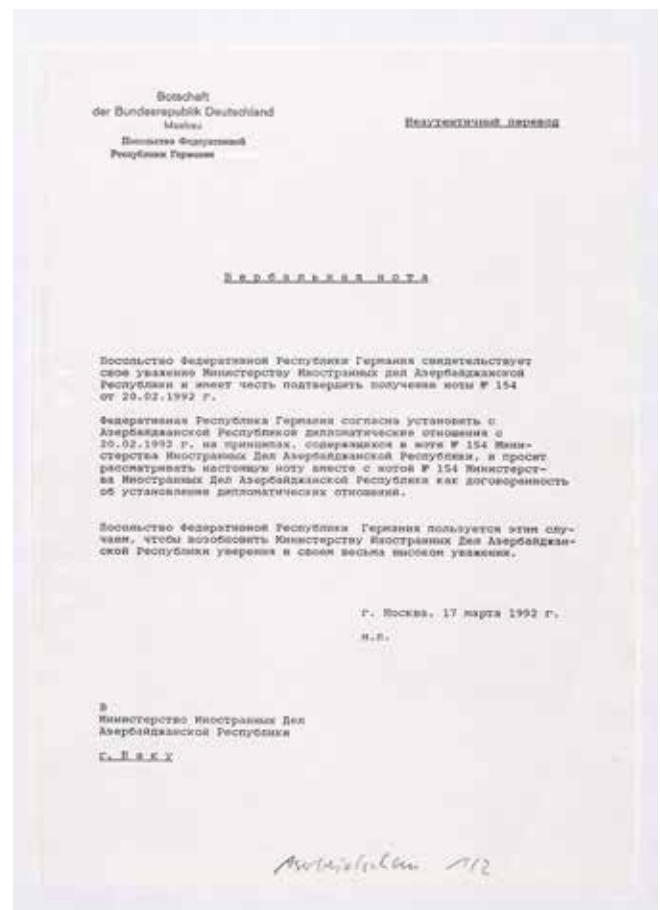 Botschaft
der Bundesrepublik Deutschland
Moskau
Посольство Федеративной
Республики Германия
Неаутентичный перевод
Вербальная нота
Посольство Федеративной Республики Германия свидетельствует
свое уважение Министерству Иностранных дел Азербайджанской
Республики и имеет честь подтвердить получение ноты № 154
от 20.02.1992 г.
Федеративная Республика Германия согласна установить с
Азербайджанской Республикой дипломатические отношения с
20.02.1992 г. на принципах, содержащихся в ноте № 154 Мини-
стерства Иностранных Дел Азербайджанской Республики, и просит
рассматривать настоящую ноту вместе с нотой № 154 Министерст-
ва Иностранных Дел Азербайджанской Республики как договоренность
об установлении дипломатических отношений.
Посольство Федеративной Республики Германия пользуется этим слу-
чаем, чтобы возобновить Министерству Иностранных Дел Азербайджан-
ской Республики уверения в своем весьма высоком уважении.
г. Москва, 17 марта 1992 г.
м.п.
В
Министерство Иностранных Дел
Азербайджанской Республики
г. Баку